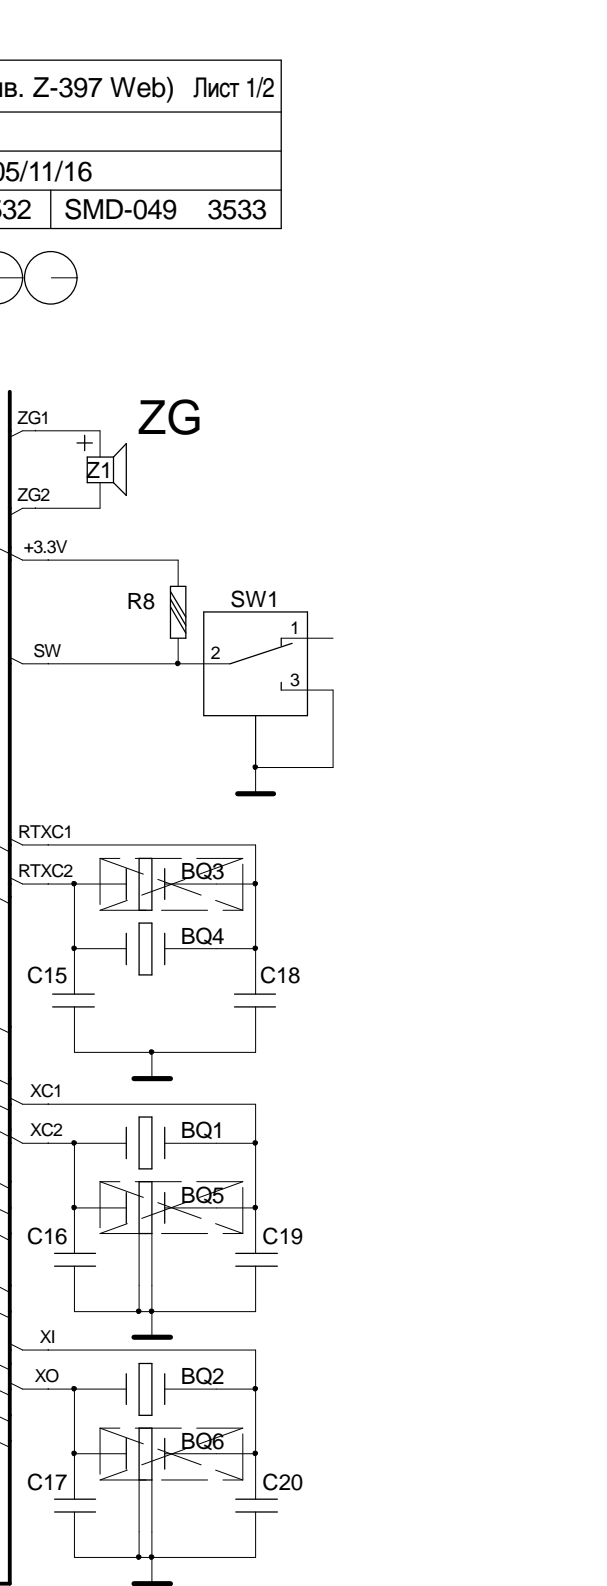 ив. Z-397 Web) Лист 1/2
05/11/16
532 SMD-049 3533
ZG1
ZG
+
Z1
ZG2
+3.3V
R8
SW1
1
SW
2
3
RTXC1
RTXC2
BQ3
BQ4
C15
C18
XC1
XC2
BQ1
BQ5
C16
C19
XI
XO
BQ2
BQ6
C17
C20